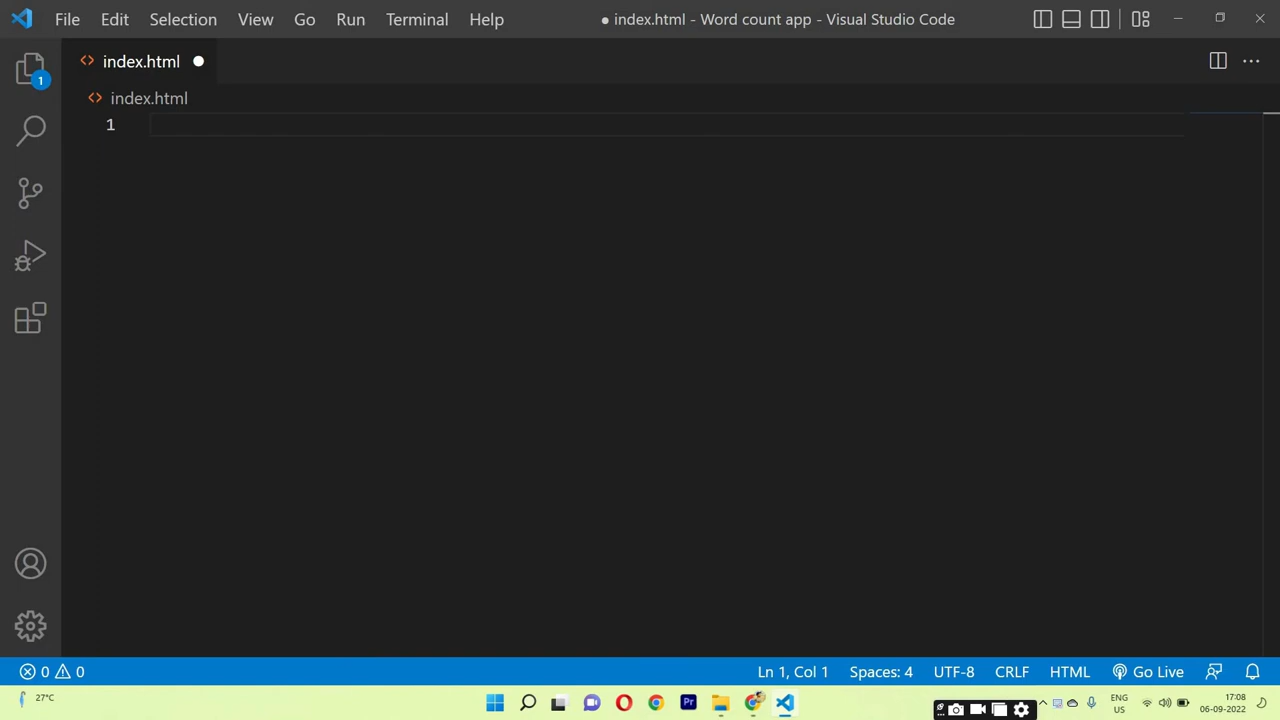 File Edit Selection View Go Run Terminal Help ● index.html - Word count app - Visual Studio Code
index.html
1
index.html
1
0 0 Ln 1, Col 1 Spaces: 4 UTF-8 CRLF HTML Go Live
27°C
Pr
ENG
US
17:08
06-09-2022